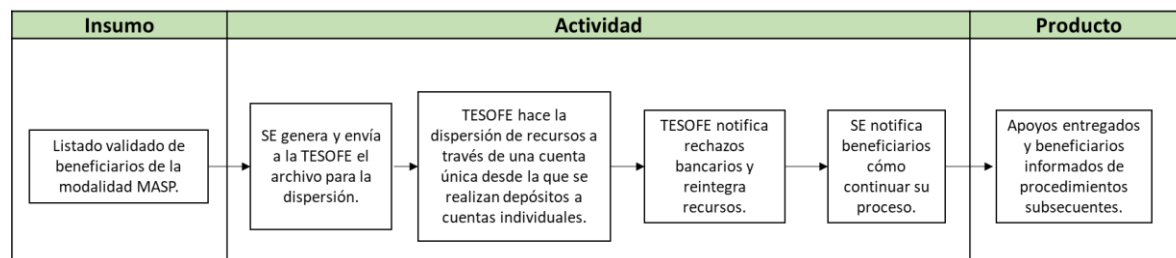 Insumo
Actividad
Producto
Listado validado de
beneficiarios de la
modalidad MASP.
SE genera y envía
a la TESOFE el
archivo para la
dispersión.
TESOFE hace la
dispersión de recursos a
través de una cuenta
única desde la que se
realizan depósitos a
cuentas individuales.
TESOFE notifica
rechazos
bancarios y
reintegra
recursos.
SE notifica
beneficiarios
cómo
continuar su
proceso.
Apoyos entregados
y beneficiarios
informados de
procedimientos
subsecuentes.